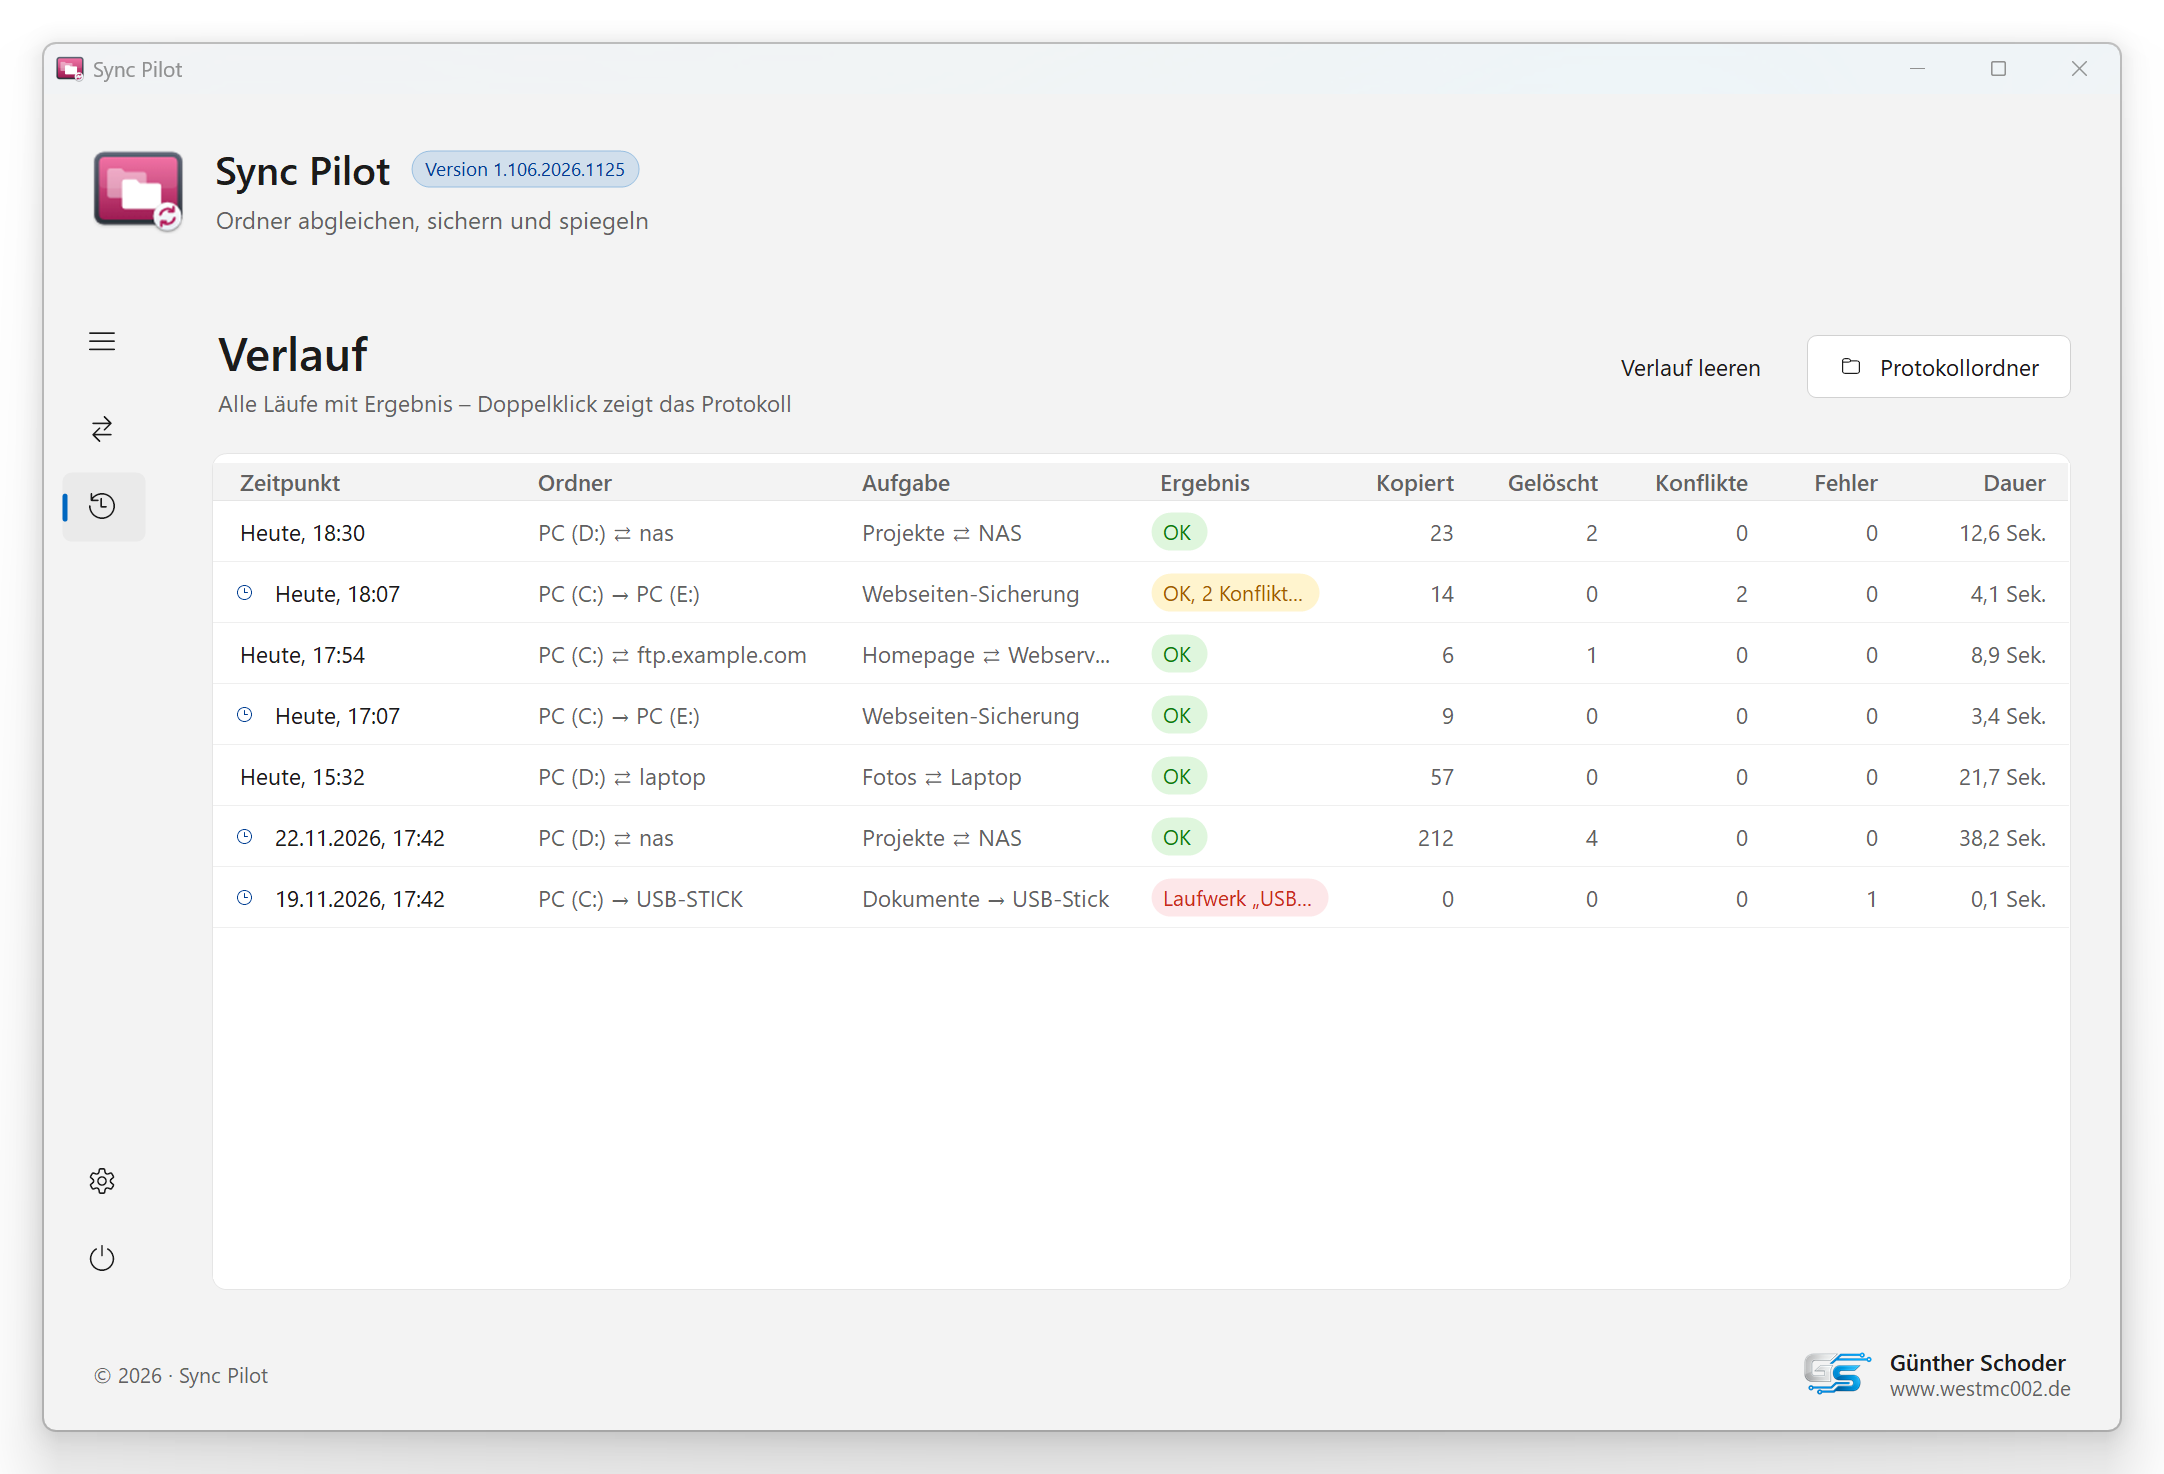 Sync Pilot
Sync Pilot Version 1.106.2026.1125
Ordner abgleichen, sichern und spiegeln
Verlauf
Alle Läufe mit Ergebnis – Doppelklick zeigt das Protokoll
Verlauf leeren Protokollordner
Zeitpunkt Ordner Aufgabe Ergebnis Kopiert Gelöscht Konflikte Fehler Dauer
Heute, 18:30 PC (D:) ⇄ nas Projekte ⇄ NAS OK 23 2 0 0 12,6 Sek.
Heute, 18:07 PC (C:) → PC (E:) Webseiten-Sicherung OK, 2 Konflikt... 14 0 2 0 4,1 Sek.
Heute, 17:54 PC (C:) ⇄ ftp.example.com Homepage ⇄ Webserv... OK 6 1 0 0 8,9 Sek.
Heute, 17:07 PC (C:) → PC (E:) Webseiten-Sicherung OK 9 0 0 0 3,4 Sek.
Heute, 15:32 PC (D:) ⇄ laptop Fotos ⇄ Laptop OK 57 0 0 0 21,7 Sek.
22.11.2026, 17:42 PC (D:) ⇄ nas Projekte ⇄ NAS OK 212 4 0 0 38,2 Sek.
19.11.2026, 17:42 PC (C:) → USB-STICK Dokumente → USB-Stick Laufwerk „USB... 0 0 0 1 0,1 Sek.
© 2026 · Sync Pilot
GS
Günther Schoder
www.westmc002.de